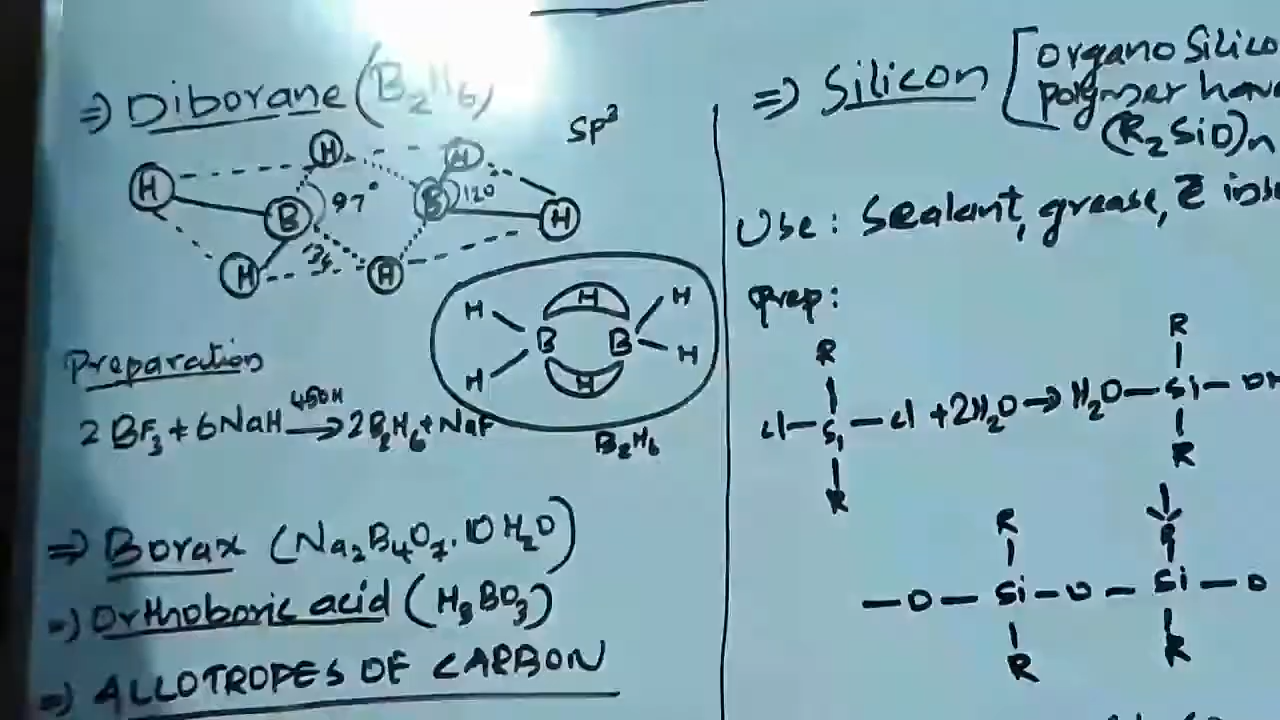 ⇒ Diborane (B₂H₆)
sp³
H H H
H B 97° B 120 H
H H
H H H
B B
H H H
B₂H₆
Preparation
2BF₃ + 6NaH 450H → 2B₂H₆ + NaF
⇒ Borax (Na₂B₄O₇.10H₂O)
⇒ Orthoboric acid (H₃BO₃)
⇒ ALLOTROPES OF CARBON
⇒ Silicon [organo Silico
polymer have
(R₂SiO)n
Use: Sealant, grease,
Prep:
R R
Cl—Si—Cl + 2H₂O → H₂O—Si—OH
R R
↓
R R
—O—Si—O—Si—O
R R